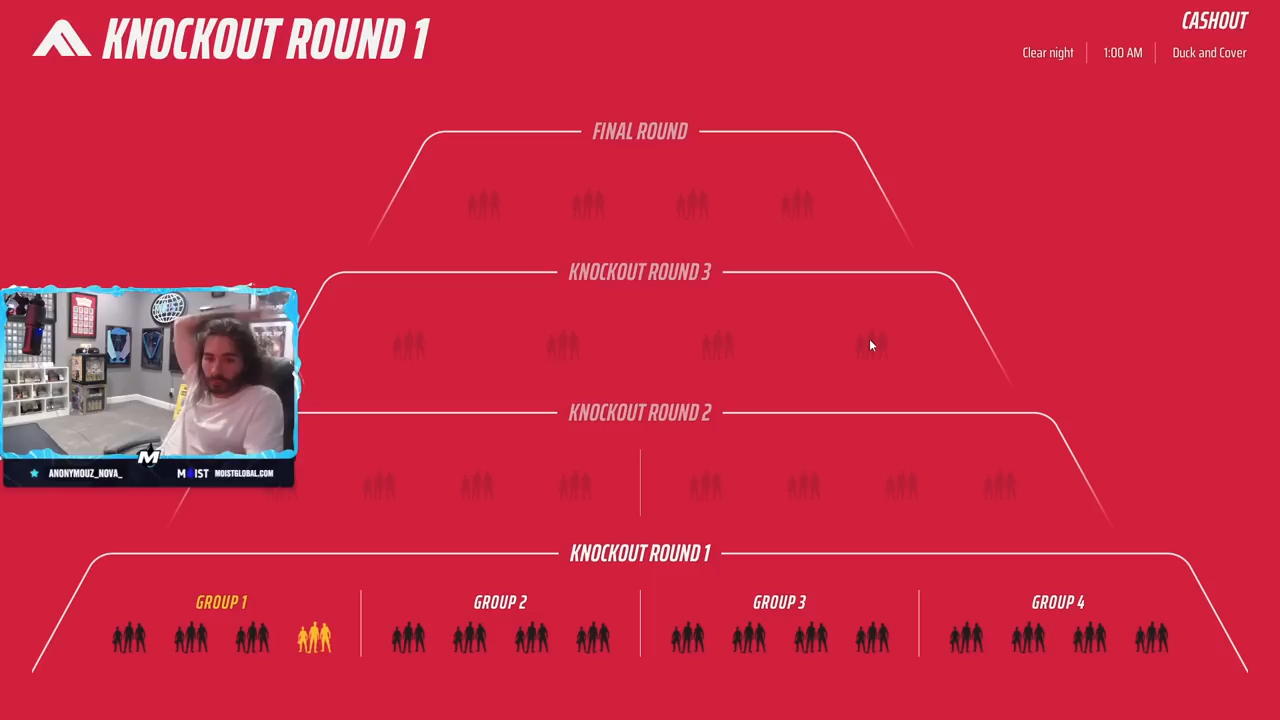 KNOCKOUT ROUND 1
CASHOUT
Clear night
1:00 AM
Duck and Cover
FINAL ROUND
KNOCKOUT ROUND 3
KNOCKOUT ROUND 2
ANONYMOUZ_NOVA_
MOIST
MOISTGLOBAL.COM
KNOCKOUT ROUND 1
GROUP 1
GROUP 2
GROUP 3
GROUP 4